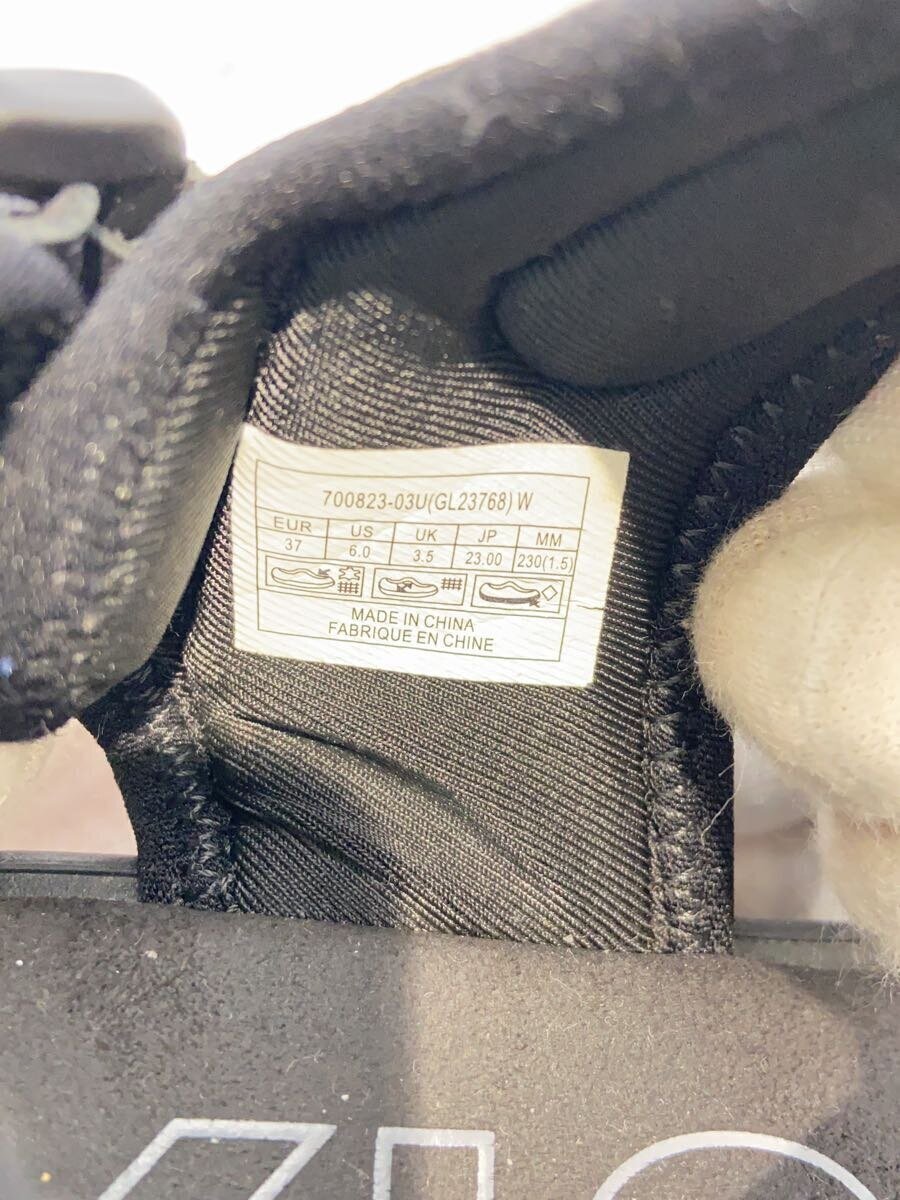 700823-03U(GL23768) W
EUR US UK JP MM
37 6.0 3.5 23.00 230(1.5)
MADE IN CHINA
FABRIQUE EN CHINE